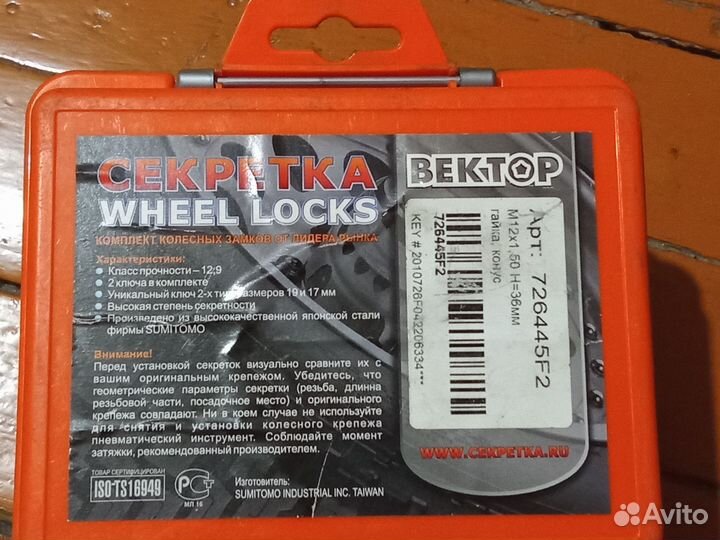 СЕКРЕТКА
WHEEL LOCKS
КОМПЛЕКТ КОЛЕСНЫХ ЗАМКОВ ОТ ЛИДЕРА РЫНКА
Характеристики:
• Класс прочности – 12,9
• 2 ключа в комплекте
• Уникальный ключ 2-х типоразмеров 19 и 17 мм
• Высокая степень секретности
• Произведено из высококачественной японской стали
фирмы SUMITOMO
Внимание!
Перед установкой секреток визуально сравните их с
вашим оригинальным крепежом. Убедитесь, что
геометрические параметры секретки (резьба, длинна
резьбовой части, посадочное место) и оригинального
крепежа совпадают. Ни в коем случае не используйте
для снятия и установки колесного крепежа
пневматический инструмент. Соблюдайте момент
затяжки, рекомендованный производителем.
ТОВАР СЕРТИФИЦИРОВАН
ISO-TS16949
РСТ
МЛ 16
Изготовитель:
SUMITOMO INDUSTRIAL INC. TAIWAN
ВЕКТОР
Арт: 726445F2
M12x1,50 H=36мм
гайка, конус
726445F2
KEY # 2010726F042206334***
WWW.СЕКРЕТКА.RU
Avito